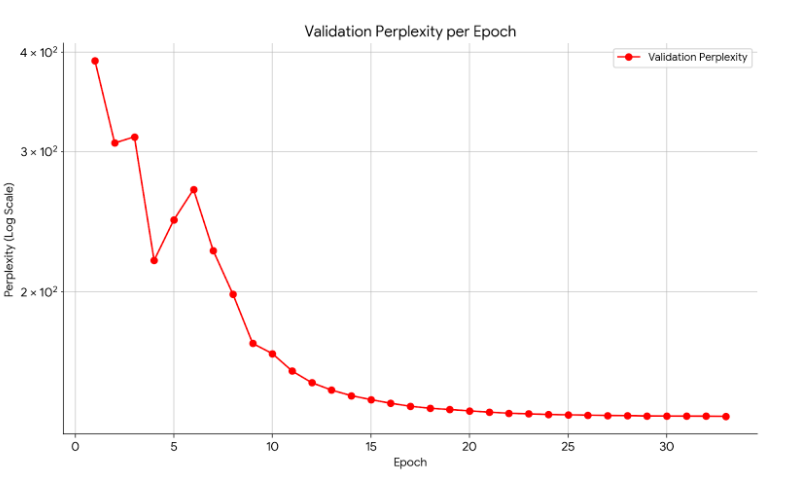 Validation Perplexity per Epoch
Validation Perplexity
4 × 10²
3 × 10²
2 × 10²
Perplexity (Log Scale)
0 5 10 15 20 25 30
Epoch